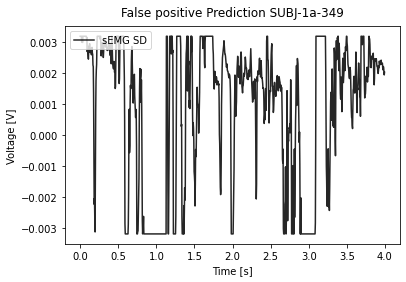 False positive Prediction SUBJ-1a-349
sEMG SD
0.003
0.002
0.001
0.000
−0.001
−0.002
−0.003
Voltage [V]
0.0 0.5 1.0 1.5 2.0 2.5 3.0 3.5 4.0
Time [s]